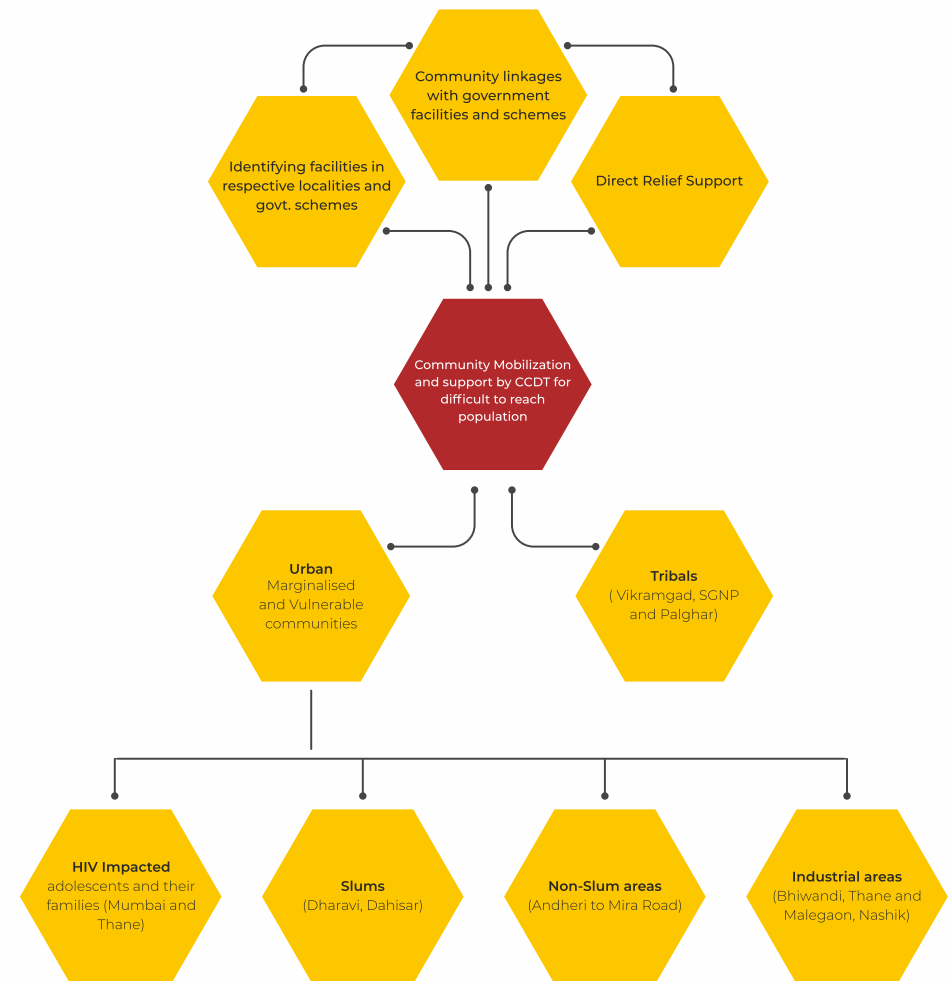 Community linkages
with government
facilities and schemes
Identifying facilities in
respective localities and
govt. schemes
Direct Relief Support
Community Mobilization
and support by CCDT for
difficult to reach
population
Urban
Marginalised
and Vulnerable
communities
Tribals
( Vikramgad, SGNP
and Palghar)
HIV Impacted
adolescents and their
families (Mumbai and
Thane)
Slums
(Dharavi, Dahisar)
Non-Slum areas
(Andheri to Mira Road)
Industrial areas
(Bhiwandi, Thane and
Malegaon, Nashik)